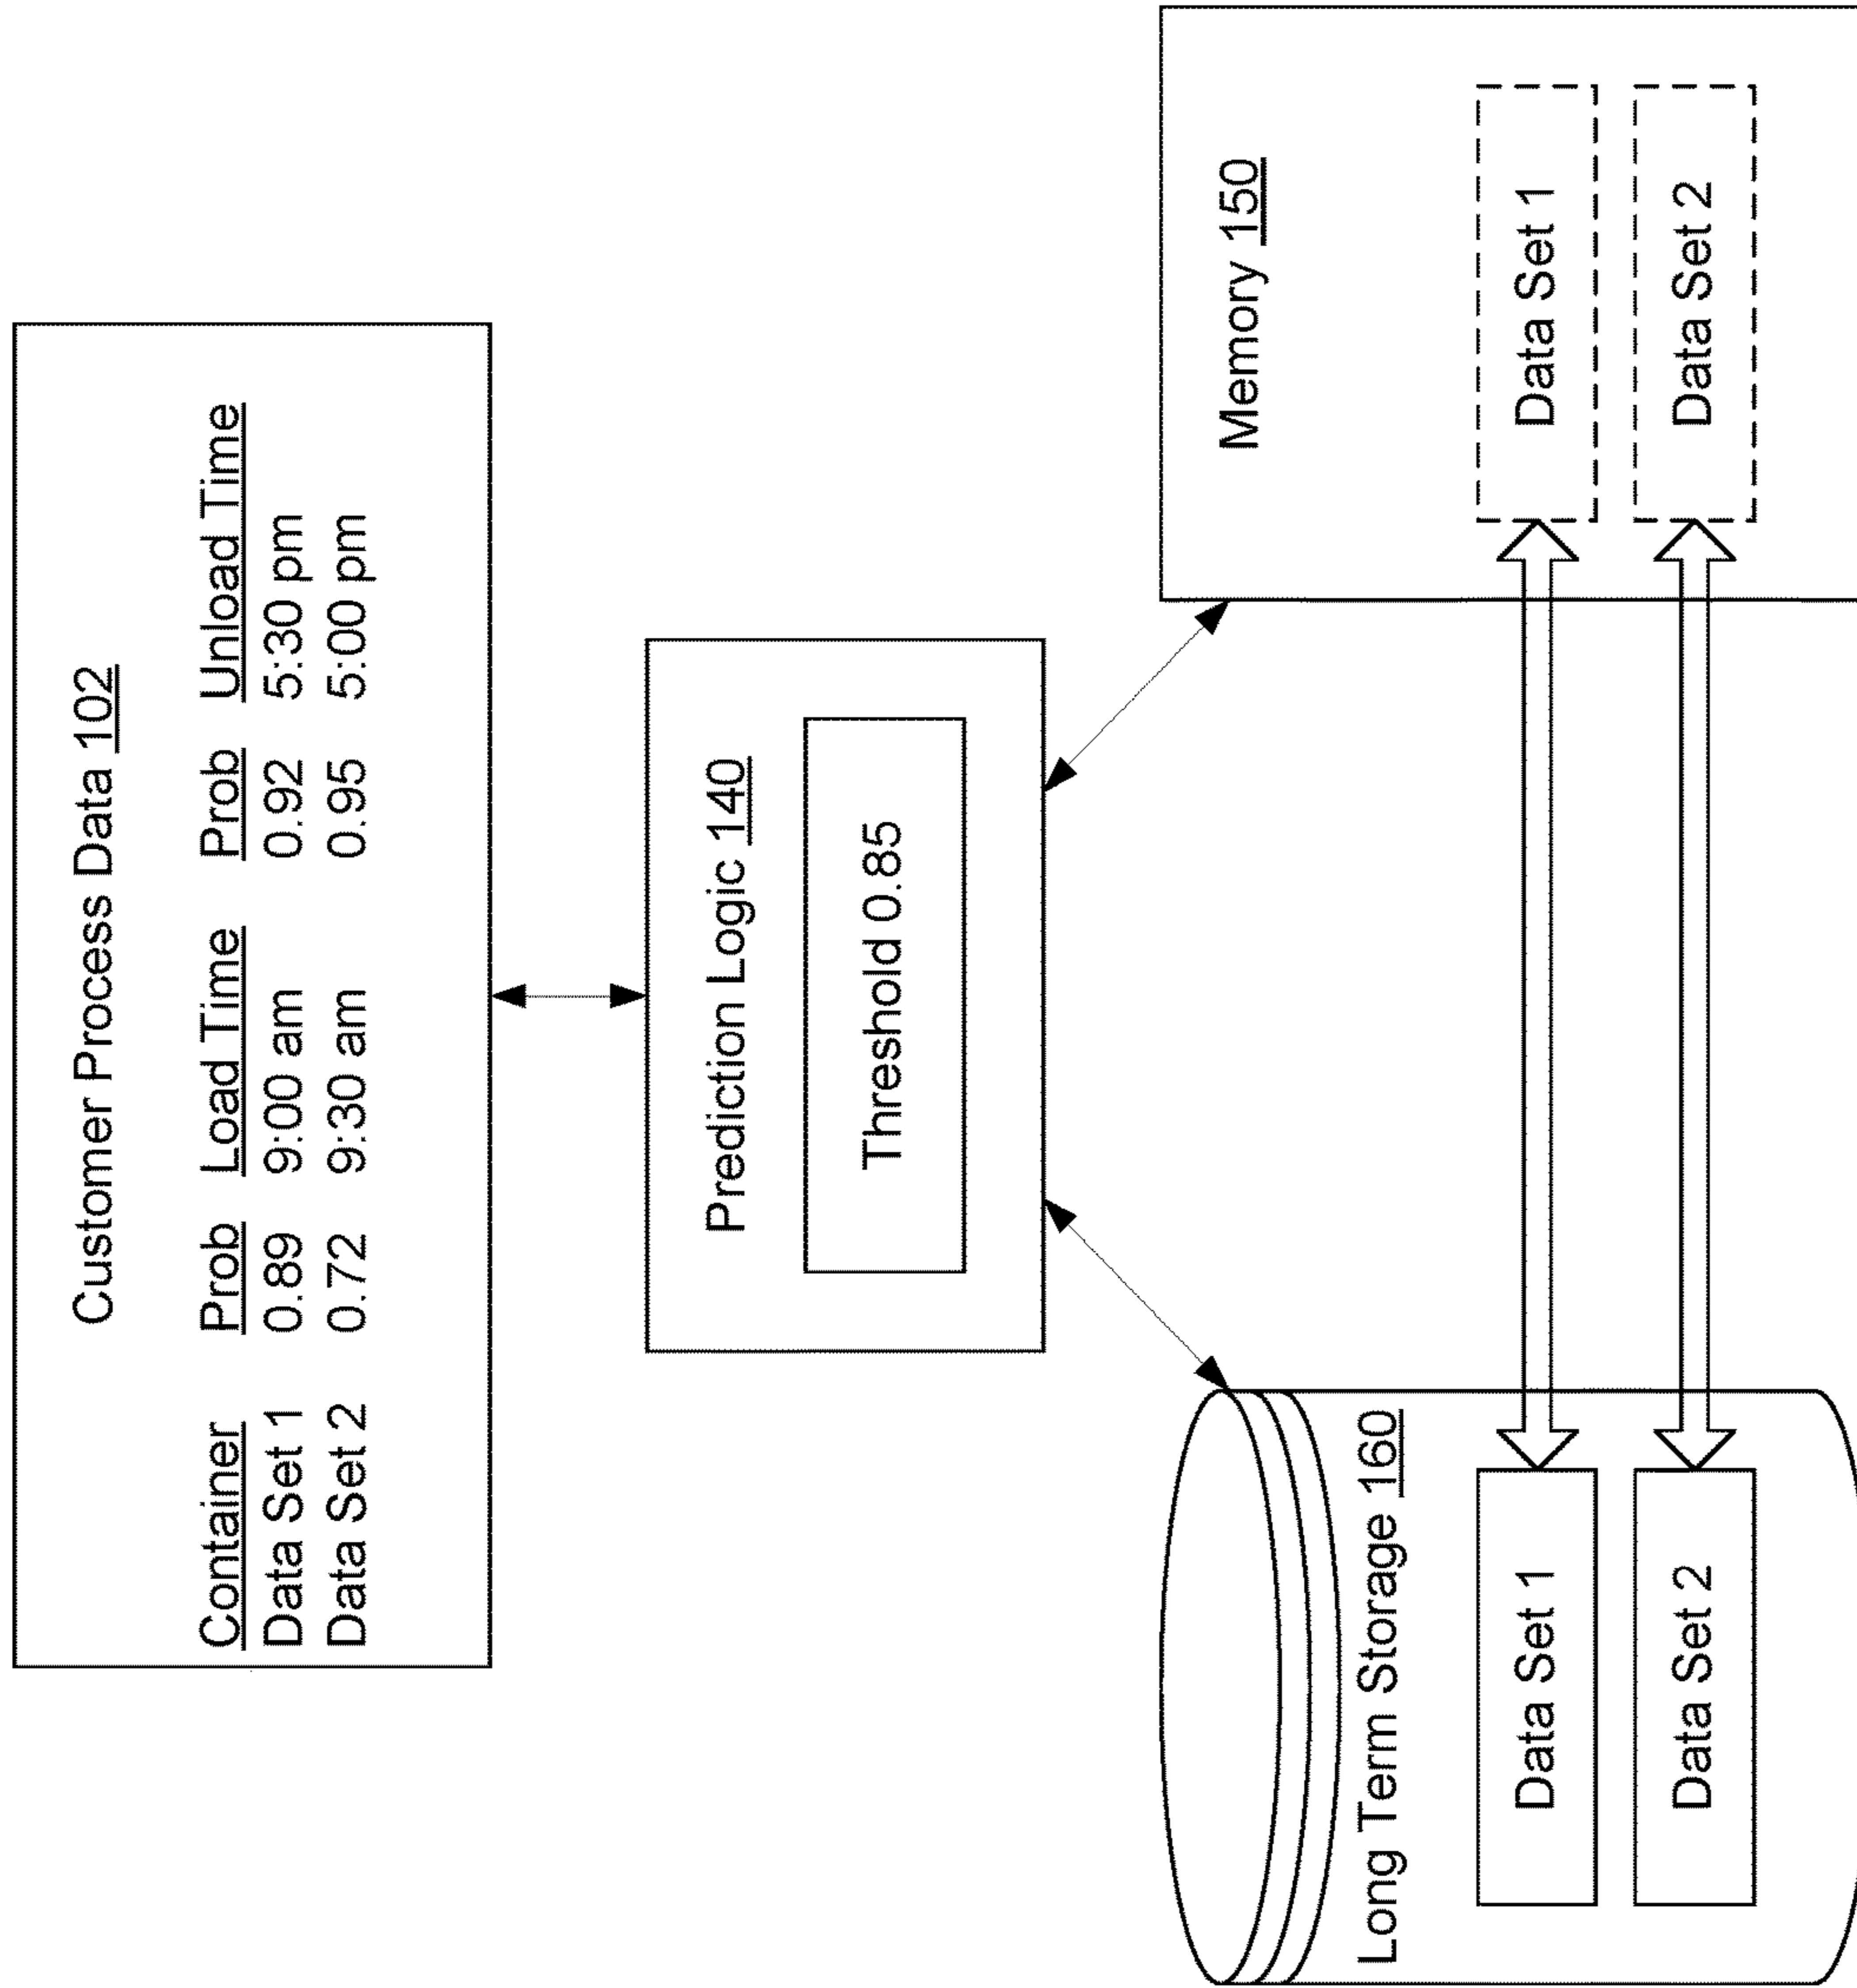 Customer Process Data 102
Container Prob Load Time Prob Unload Time
Data Set 1 0.89 9:00 am 0.92 5:30 pm
Data Set 2 0.72 9:30 am 0.95 5:00 pm
Prediction Logic 140
Threshold 0.85
Long Term Storage 160
Data Set 1
Data Set 2
Memory 150
Data Set 1
Data Set 2